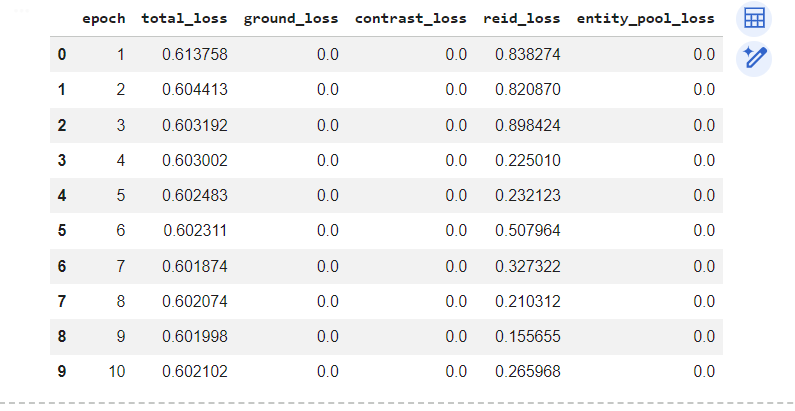 epoch total_loss ground_loss contrast_loss reid_loss entity_pool_loss
0 1 0.613758 0.0 0.0 0.838274 0.0
1 2 0.604413 0.0 0.0 0.820870 0.0
2 3 0.603192 0.0 0.0 0.898424 0.0
3 4 0.603002 0.0 0.0 0.225010 0.0
4 5 0.602483 0.0 0.0 0.232123 0.0
5 6 0.602311 0.0 0.0 0.507964 0.0
6 7 0.601874 0.0 0.0 0.327322 0.0
7 8 0.602074 0.0 0.0 0.210312 0.0
8 9 0.601998 0.0 0.0 0.155655 0.0
9 10 0.602102 0.0 0.0 0.265968 0.0